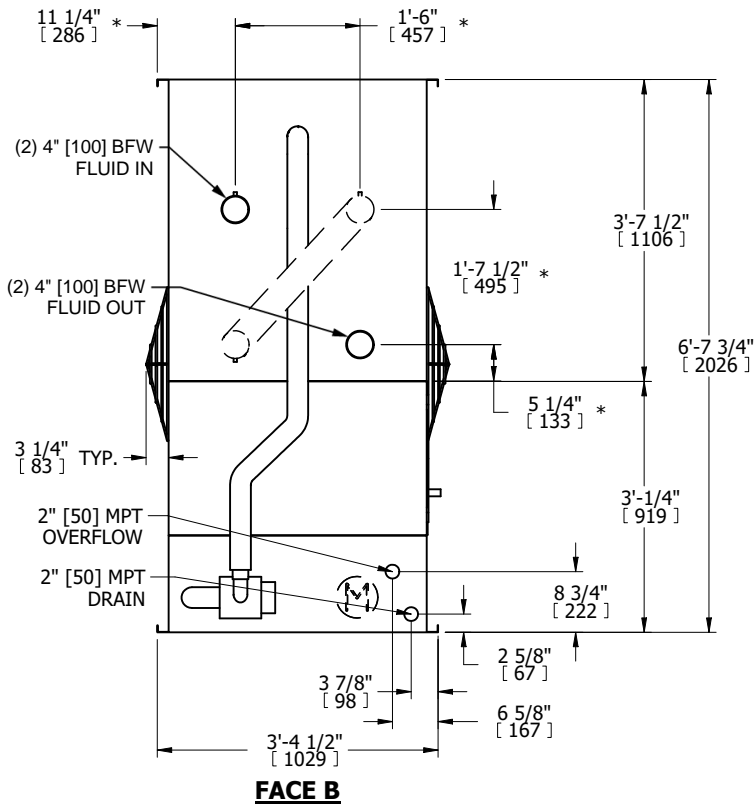 11 1/4" *
[ 286 ]
1'-6" *
[ 457 ]
(2) 4" [100] BFW
FLUID IN
3'-7 1/2"
[ 1106 ]
1'-7 1/2" *
[ 495 ]
(2) 4" [100] BFW
FLUID OUT
6'-7 3/4"
[ 2026 ]
5 1/4" *
[ 133 ]
3 1/4" TYP.
[ 83 ]
3'-1/4"
[ 919 ]
2" [50] MPT
OVERFLOW
2" [50] MPT
DRAIN
M
8 3/4"
[ 222 ]
2 5/8"
[ 67 ]
3 7/8"
[ 98 ]
6 5/8"
[ 167 ]
3'-4 1/2"
[ 1029 ]
FACE B